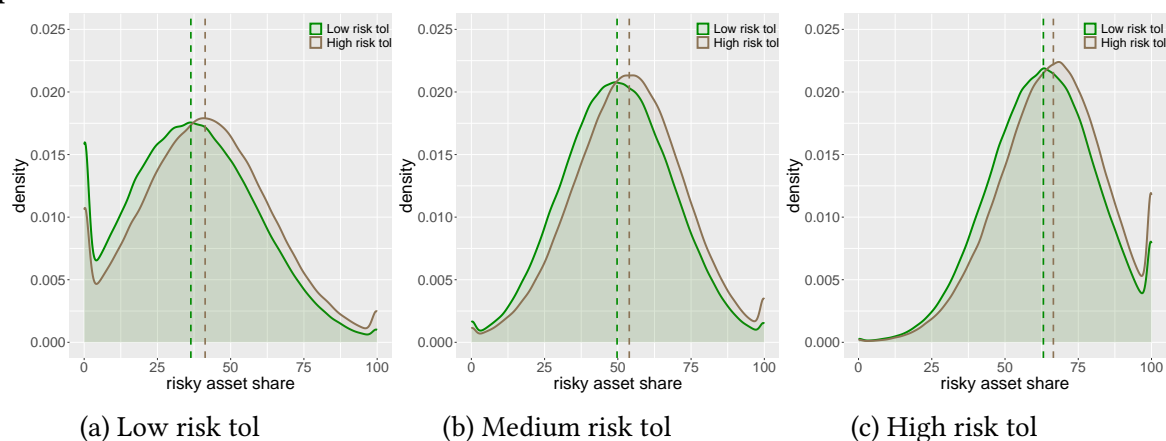 0.025
0.020
0.015
0.010
0.005
0.000
density
Low risk tol
High risk tol
0 25 50 75 100
risky asset share
(a) Low risk tol
0.025
0.020
0.015
0.010
0.005
0.000
density
Low risk tol
High risk tol
0 25 50 75 100
risky asset share
(b) Medium risk tol
0.025
0.020
0.015
0.010
0.005
0.000
density
Low risk tol
High risk tol
0 25 50 75 100
risky asset share
(c) High risk tol